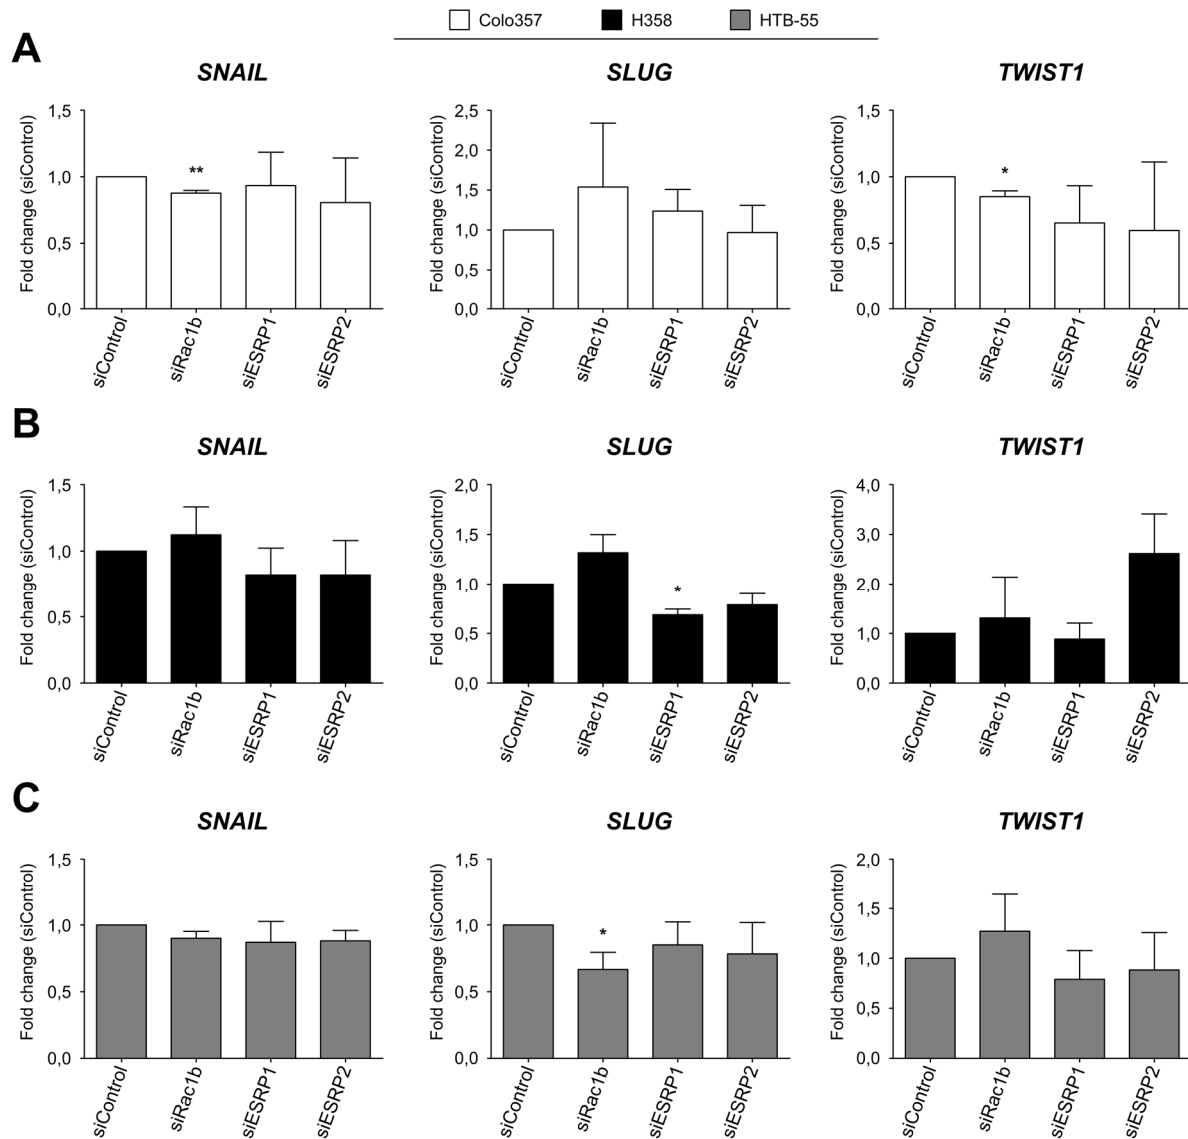 Colo357 H358 HTB-55
A
SNAIL SLUG TWIST1
Fold change (siControl)
1,5
1,0
0,5
0,0
**
siControl siRac1b siESRP1 siESRP2
Fold change (siControl)
2,5
2,0
1,5
1,0
0,5
0,0
siControl siRac1b siESRP1 siESRP2
Fold change (siControl)
1,5
1,0
0,5
0,0
*
siControl siRac1b siESRP1 siESRP2
B
SNAIL SLUG TWIST1
Fold change (siControl)
1,5
1,0
0,5
0,0
siControl siRac1b siESRP1 siESRP2
Fold change (siControl)
2,0
1,5
1,0
0,5
0,0
*
siControl siRac1b siESRP1 siESRP2
Fold change (siControl)
4,0
3,0
2,0
1,0
0,0
siControl siRac1b siESRP1 siESRP2
C
SNAIL SLUG TWIST1
Fold change (siControl)
1,5
1,0
0,5
0,0
siControl siRac1b siESRP1 siESRP2
Fold change (siControl)
1,5
1,0
0,5
0,0
*
siControl siRac1b siESRP1 siESRP2
Fold change (siControl)
2,0
1,5
1,0
0,5
0,0
siControl siRac1b siESRP1 siESRP2